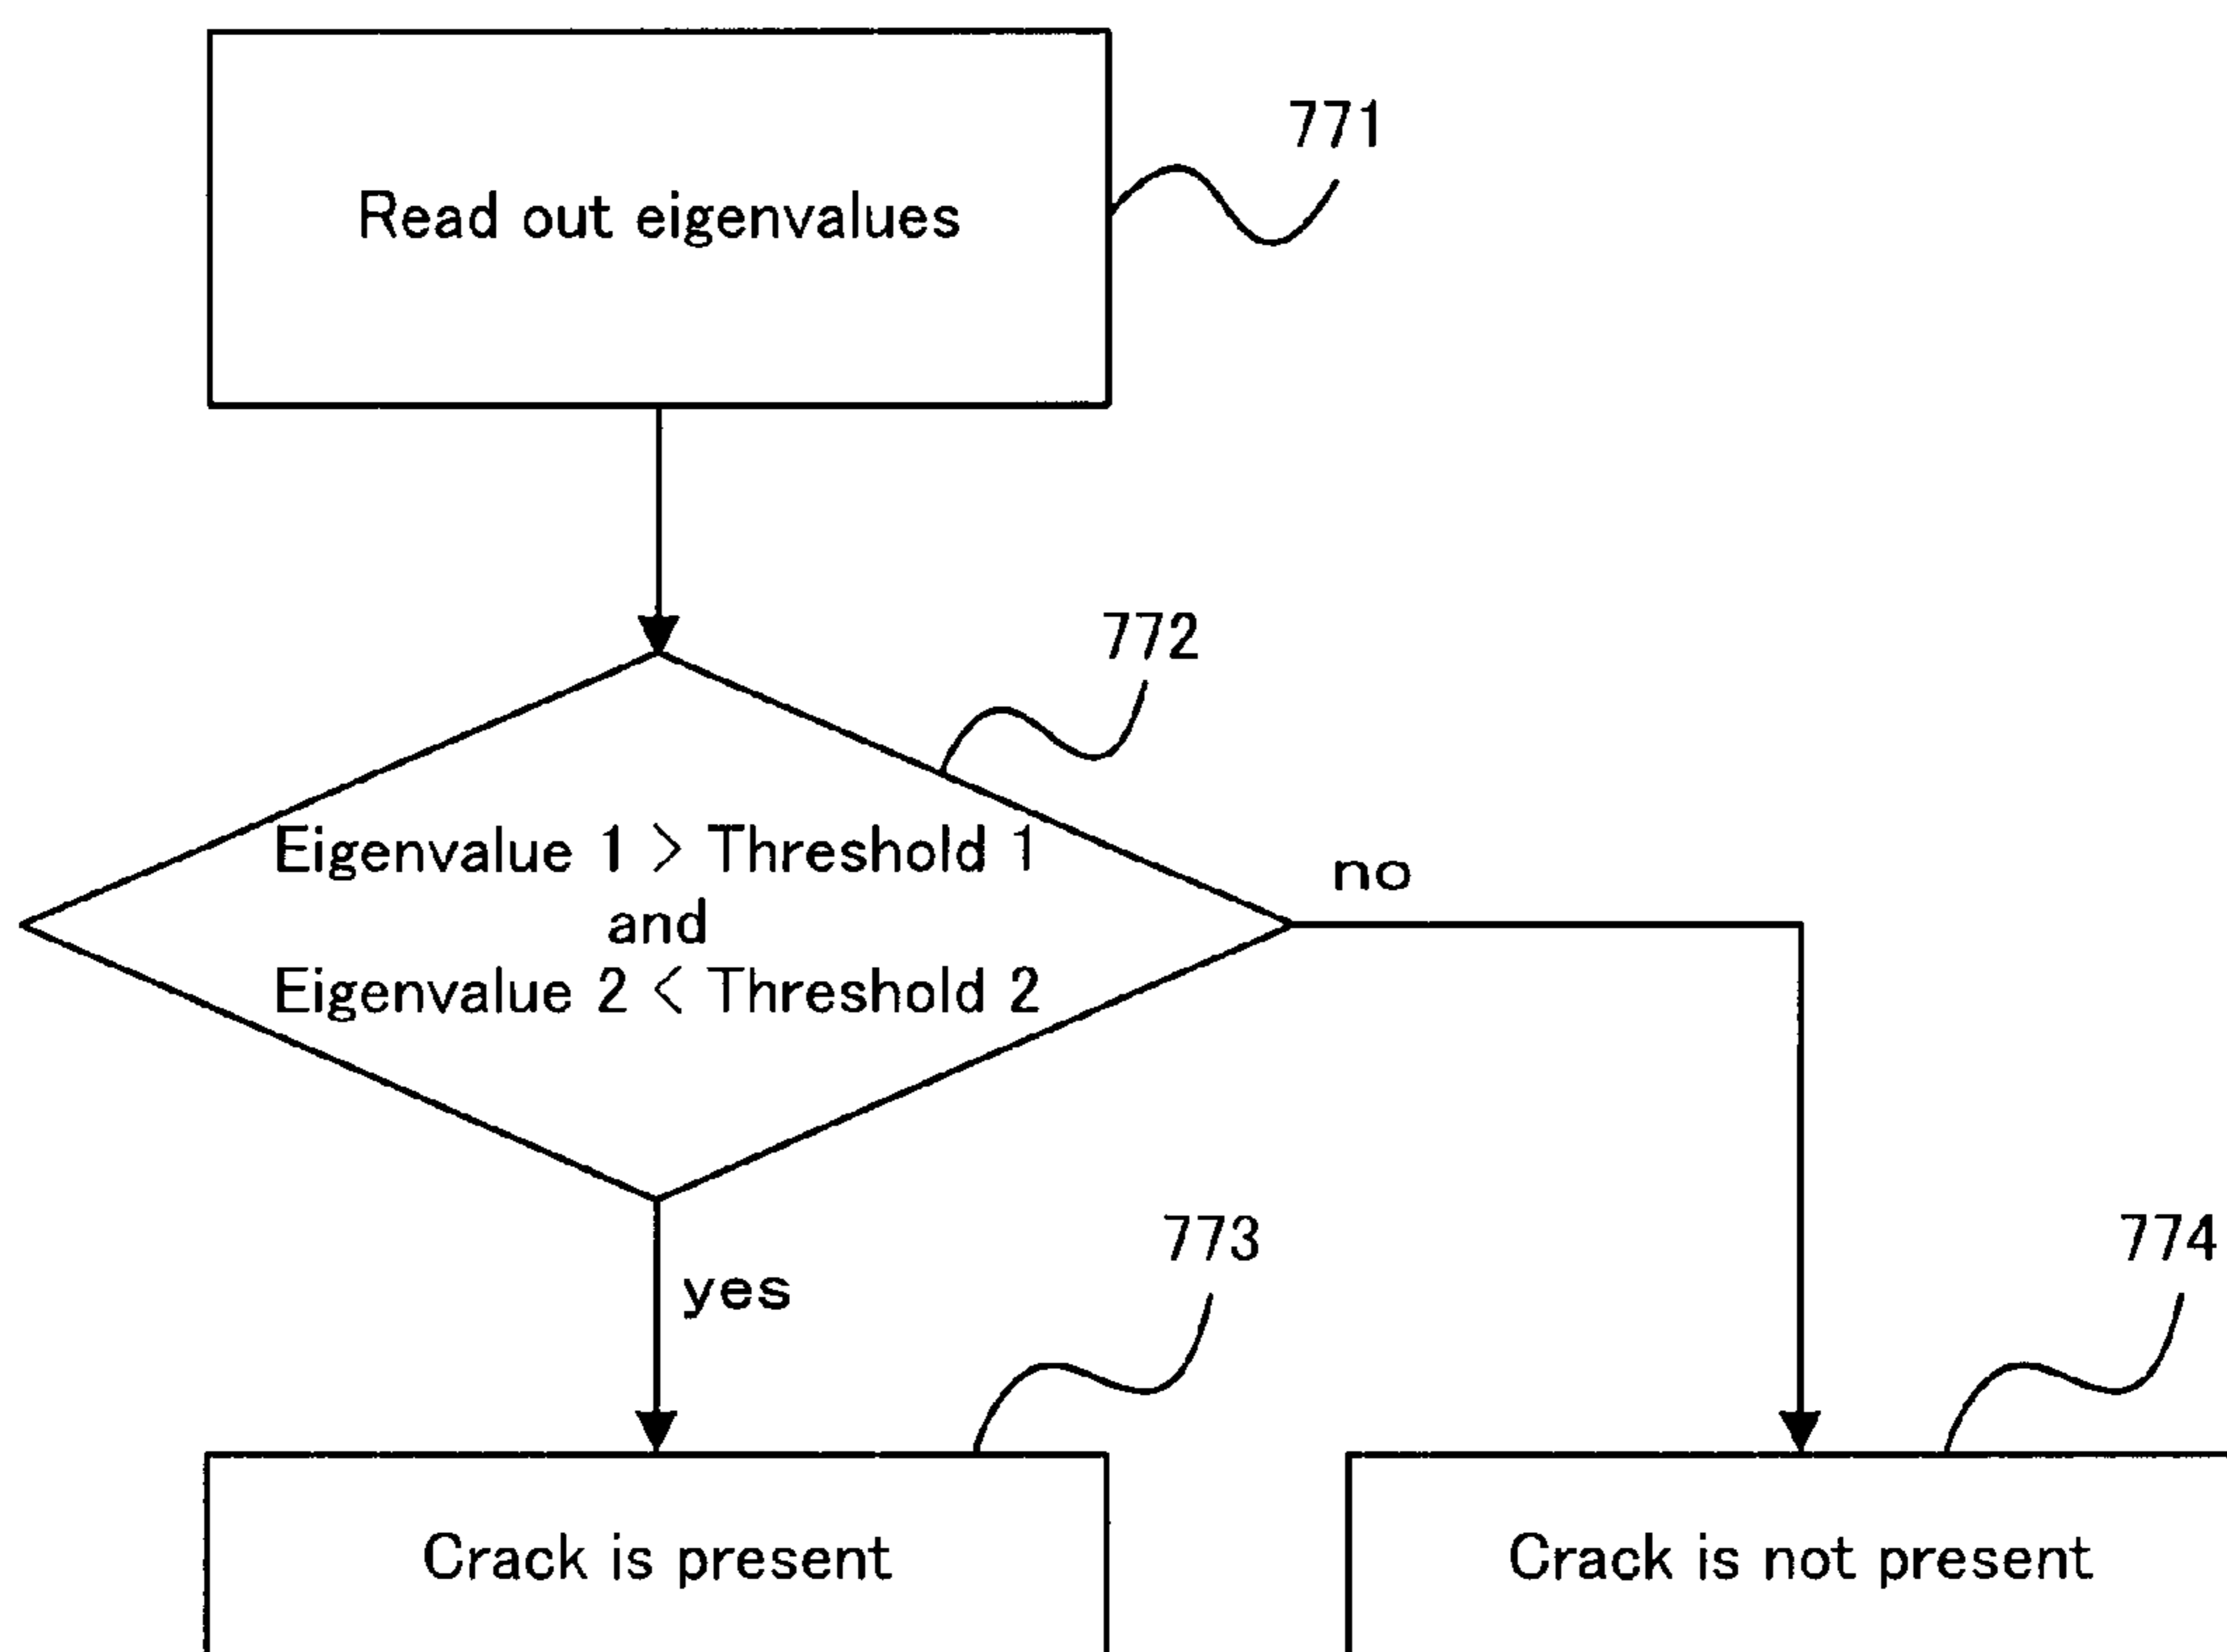 Read out eigenvalues
771
772
Eigenvalue 1 > Threshold 1
and
Eigenvalue 2 < Threshold 2
no
yes
773
774
Crack is present
Crack is not present